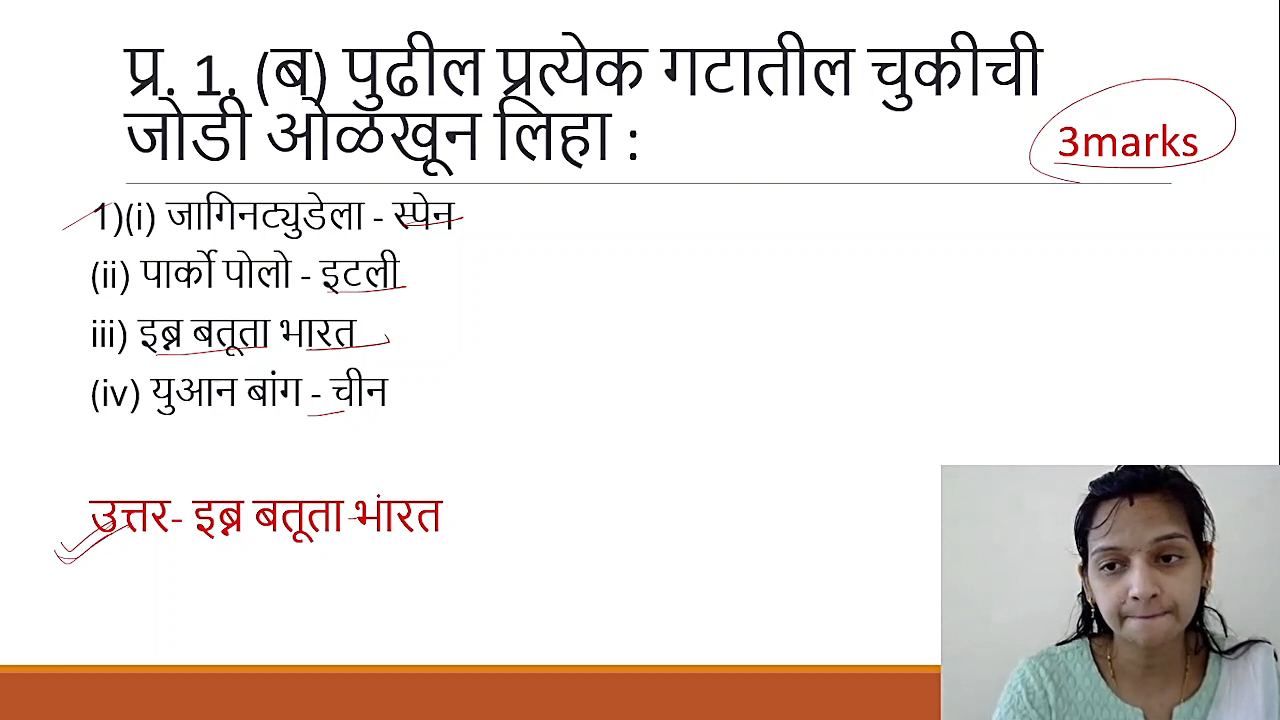 प्र. 1. (ब) पुढील प्रत्येक गटातील चुकीची
जोडी ओळखून लिहा :
3marks
1)(i) जागिनट्युडेला - स्पेन
(ii) पार्को पोलो - इटली
iii) इब्न बतूता भारत
(iv) युआन बांग - चीन
उत्तर- इब्न बतूता भारत